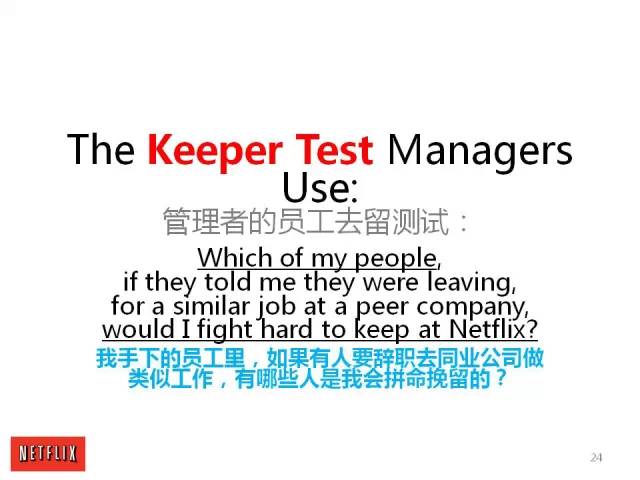 The Keeper Test Managers
Use:
管理者的员工去留测试：
Which of my people,
if they told me they were leaving,
for a similar job at a peer company,
would I fight hard to keep at Netflix?
我手下的员工里，如果有人要辞职去同业公司做
类似工作，有哪些人是我会拼命挽留的？
NETFLIX
24